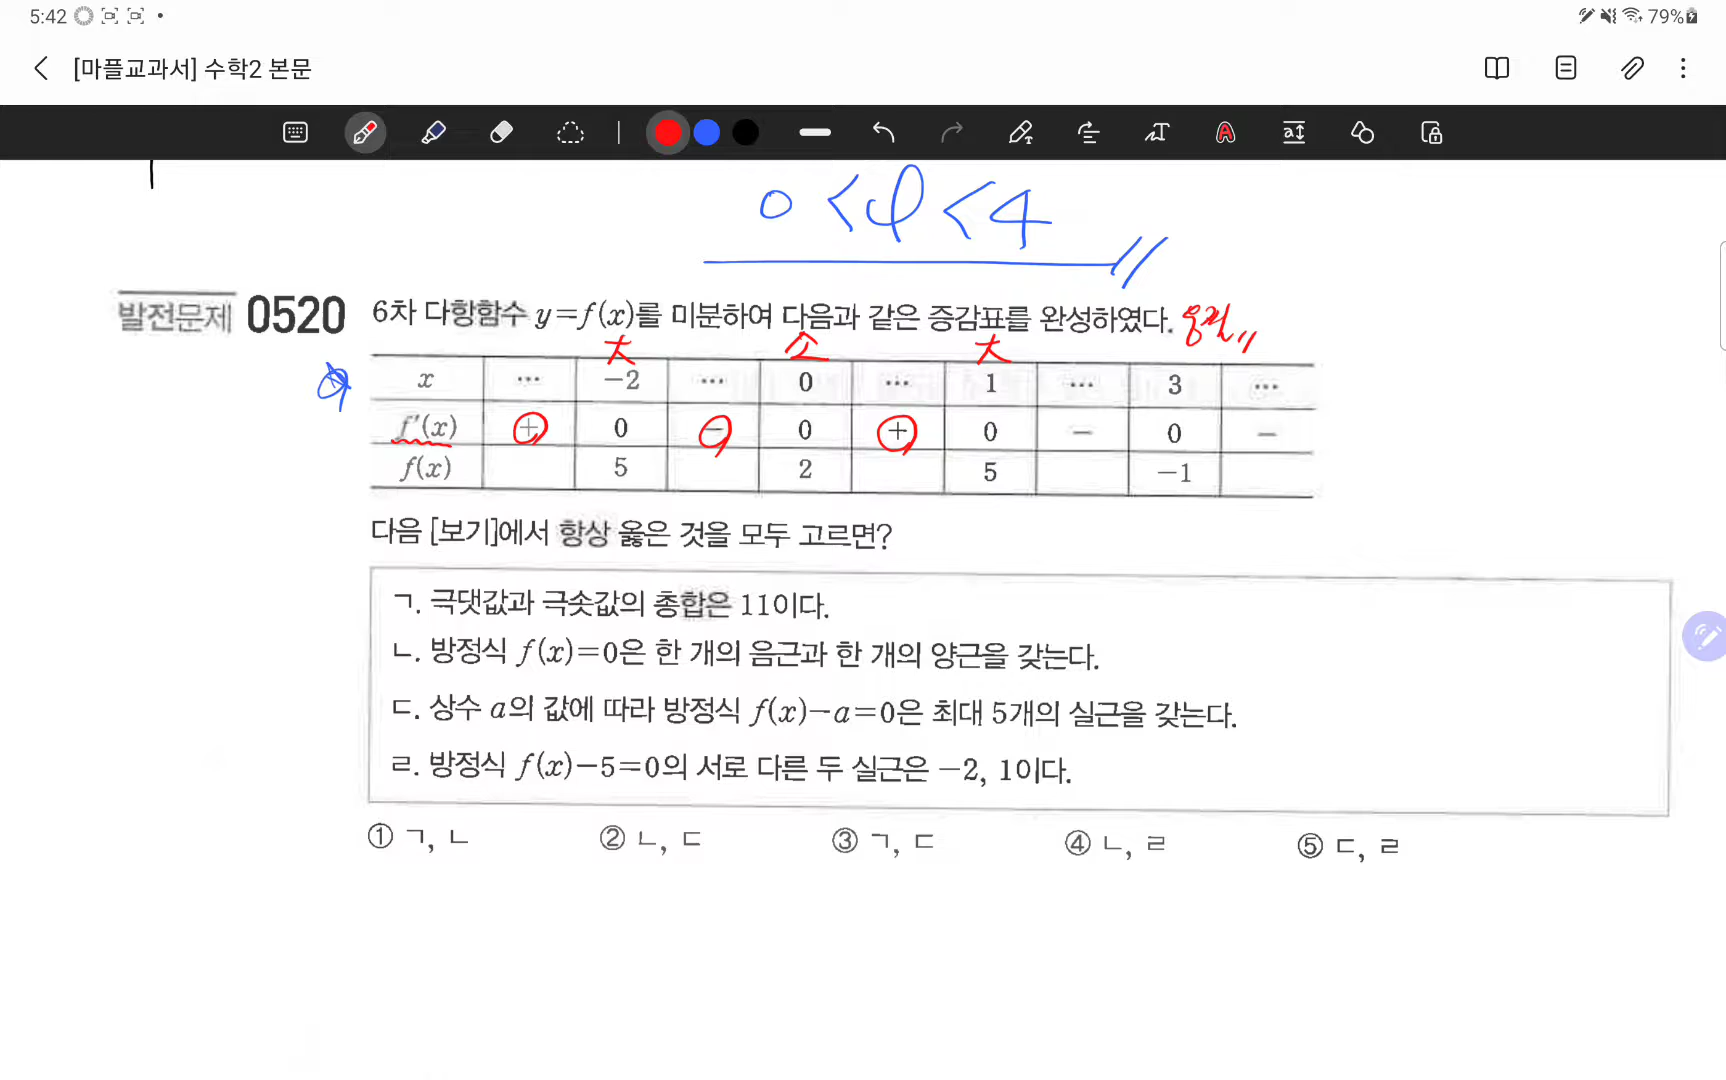 5:42
79%
[마플교과서] 수학2 본문
0<a<4
발전문제 0520 6차 다항함수 y=f(x)를 미분하여 다음과 같은 증감표를 완성하였다.
大 소 大
x ⋯ −2 ⋯ 0 ⋯ 1 ⋯ 3 ⋯
f′(x) + 0 − 0 + 0 − 0 −
f(x) 5 2 5 −1
다음 [보기]에서 항상 옳은 것을 모두 고르면?
ㄱ. 극댓값과 극솟값의 총합은 11이다.
ㄴ. 방정식 f(x)=0은 한 개의 음근과 한 개의 양근을 갖는다.
ㄷ. 상수 a의 값에 따라 방정식 f(x)−a=0은 최대 5개의 실근을 갖는다.
ㄹ. 방정식 f(x)−5=0의 서로 다른 두 실근은 −2, 1이다.
① ㄱ, ㄴ ② ㄴ, ㄷ ③ ㄱ, ㄷ ④ ㄴ, ㄹ ⑤ ㄷ, ㄹ